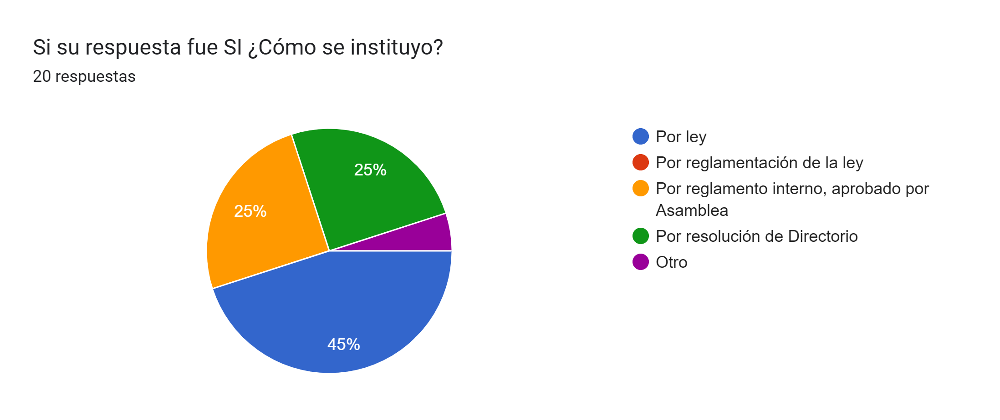 Si su respuesta fue SI ¿Cómo se instituyo?
20 respuestas
25%
25%
45%
Por ley
Por reglamentación de la ley
Por reglamento interno, aprobado por
Asamblea
Por resolución de Directorio
Otro